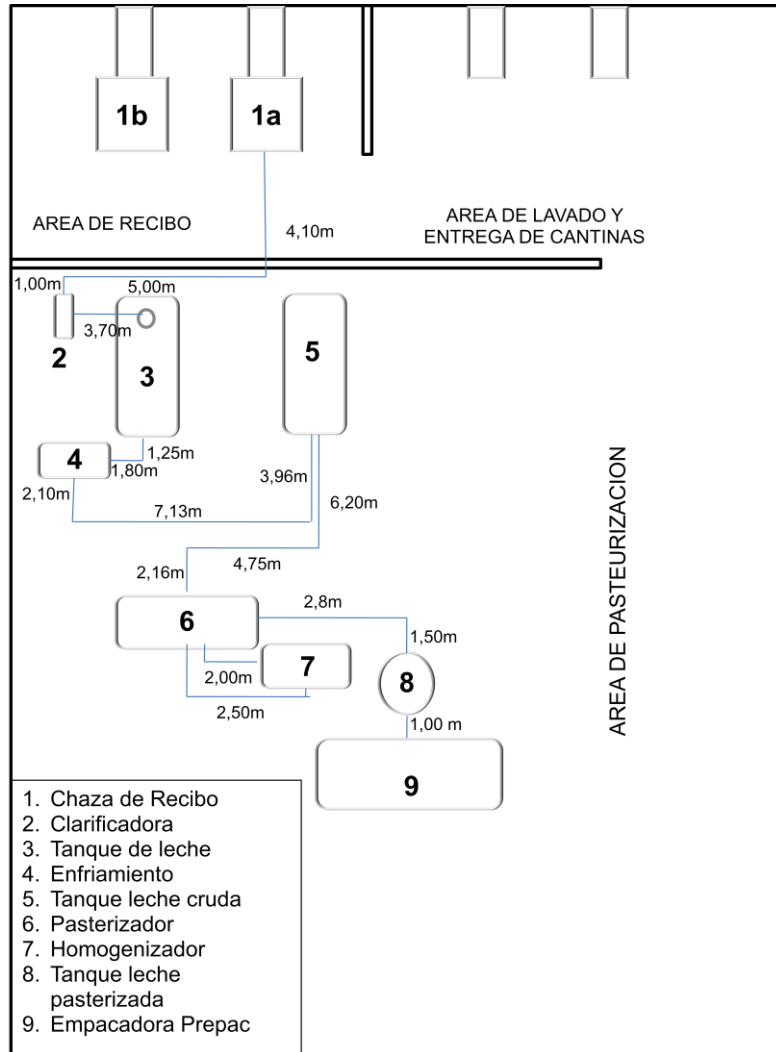 1b
1a
AREA DE RECIBO
4,10m
AREA DE LAVADO Y
ENTREGA DE CANTINAS
1,00m
5,00m
3,70m
2
3
5
4
1,25m
1,80m
2,10m
3,96m
6,20m
7,13m
2,16m
4,75m
AREA DE PASTEURIZACION
6
2,8m
1,50m
7
2,00m
8
2,50m
1,00 m
9
1. Chaza de Recibo
2. Clarificadora
3. Tanque de leche
4. Enfriamiento
5. Tanque leche cruda
6. Pasterizador
7. Homogenizador
8. Tanque leche
pasterizada
9. Empacadora Prepac